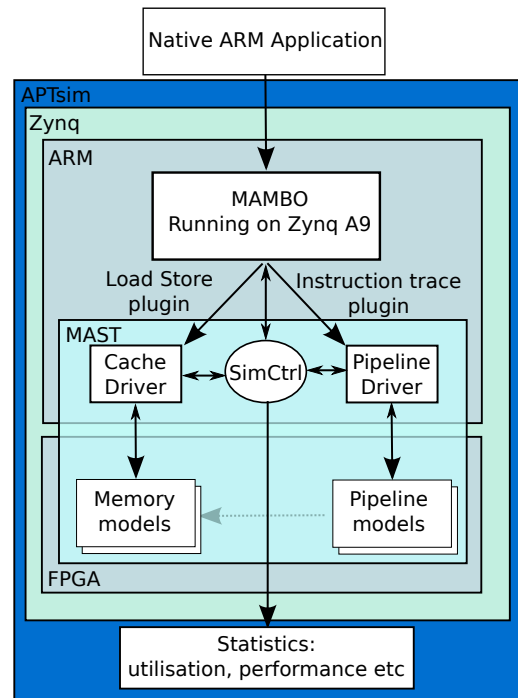 Native ARM Application
APTsim
Zynq
ARM
MAMBO
Running on Zynq A9
Load Store
plugin
Instruction trace
plugin
MAST
Cache
Driver
SimCtrl
Pipeline
Driver
Memory
models
Pipeline
models
FPGA
Statistics:
utilisation, performance etc